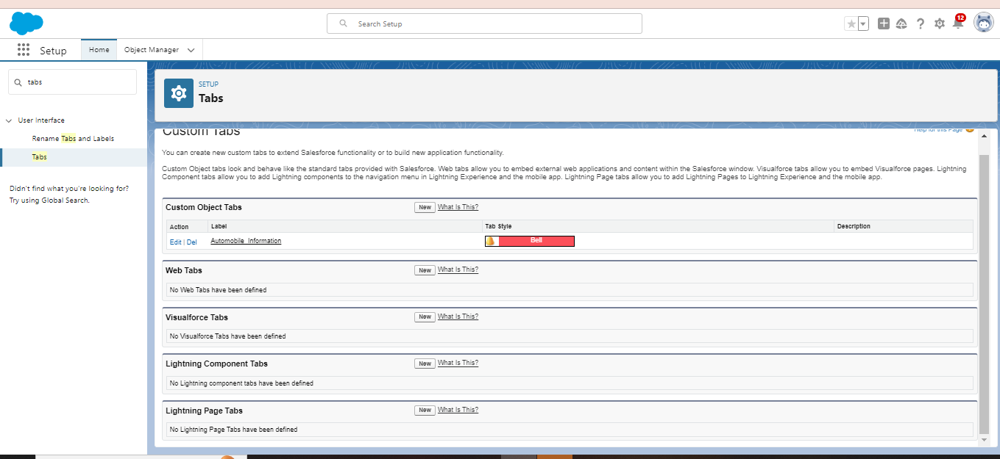 Search Setup
12
Setup
Home
Object Manager
tabs
User Interface
Rename Tabs and Labels
Tabs
Didn't find what you're looking for?
Try using Global Search.
SETUP
Tabs
Custom Tabs
Help for this Page
You can create new custom tabs to extend Salesforce functionality or to build new application functionality.
Custom Object tabs look and behave like the standard tabs provided with Salesforce. Web tabs allow you to embed external web applications and content within the Salesforce window. Visualforce tabs allow you to embed Visualforce pages. Lightning
Component tabs allow you to add Lightning components to the navigation menu in Lightning Experience and the mobile app. Lightning Page tabs allow you to add Lightning Pages to Lightning Experience and the mobile app.
Custom Object Tabs New What Is This?
Action Label Tab Style Description
Edit | Del Automobile Information Bell
Web Tabs New What Is This?
No Web Tabs have been defined
Visualforce Tabs New What Is This?
No Visualforce Tabs have been defined
Lightning Component Tabs New What Is This?
No Lightning component tabs have been defined
Lightning Page Tabs New What Is This?
No Lightning Page Tabs have been defined